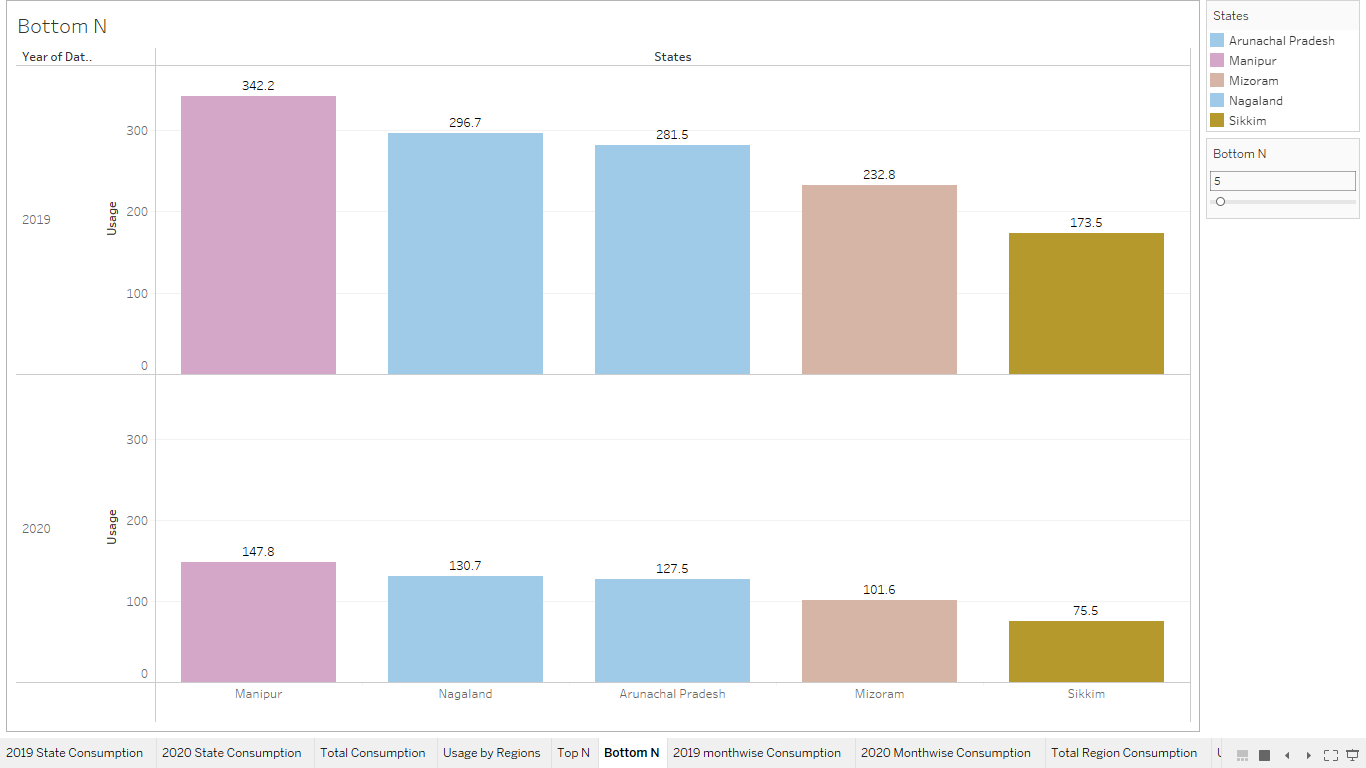 Bottom N
Year of Dat..
States
342.2
296.7
281.5
232.8
173.5
300
200
100
0
Usage
2019
147.8
130.7
127.5
101.6
75.5
300
200
100
0
Usage
2020
Manipur
Nagaland
Arunachal Pradesh
Mizoram
Sikkim
States
Arunachal Pradesh
Manipur
Mizoram
Nagaland
Sikkim
Bottom N
5
2019 State Consumption
2020 State Consumption
Total Consumption
Usage by Regions
Top N
Bottom N
2019 monthwise Consumption
2020 Monthwise Consumption
Total Region Consumption